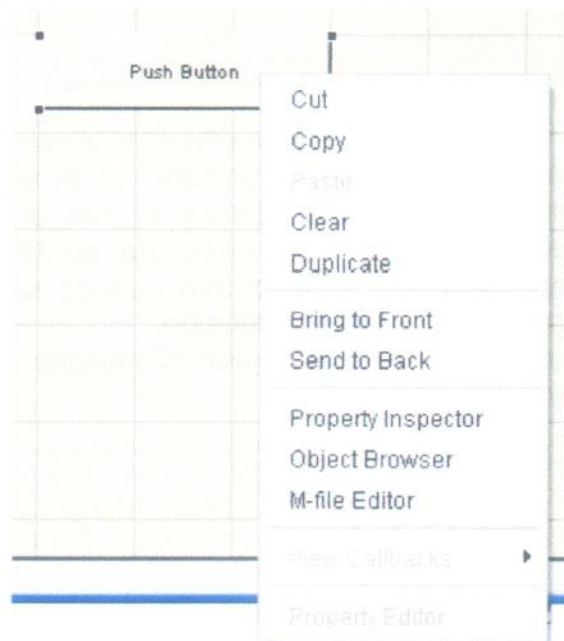 Push Button
Cut
Copy
Paste
Clear
Duplicate
Bring to Front
Send to Back
Property Inspector
Object Browser
M-file Editor
View Callbacks
Property Editor